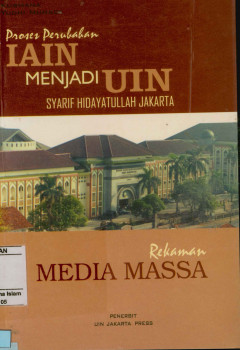 Proses Perubahan
IAIN
MENJADI UIN
SYARIF HIDAYATULLAH JAKARTA
Rekaman
MEDIA MASSA
PENERBIT
UIN JAKARTA PRESS